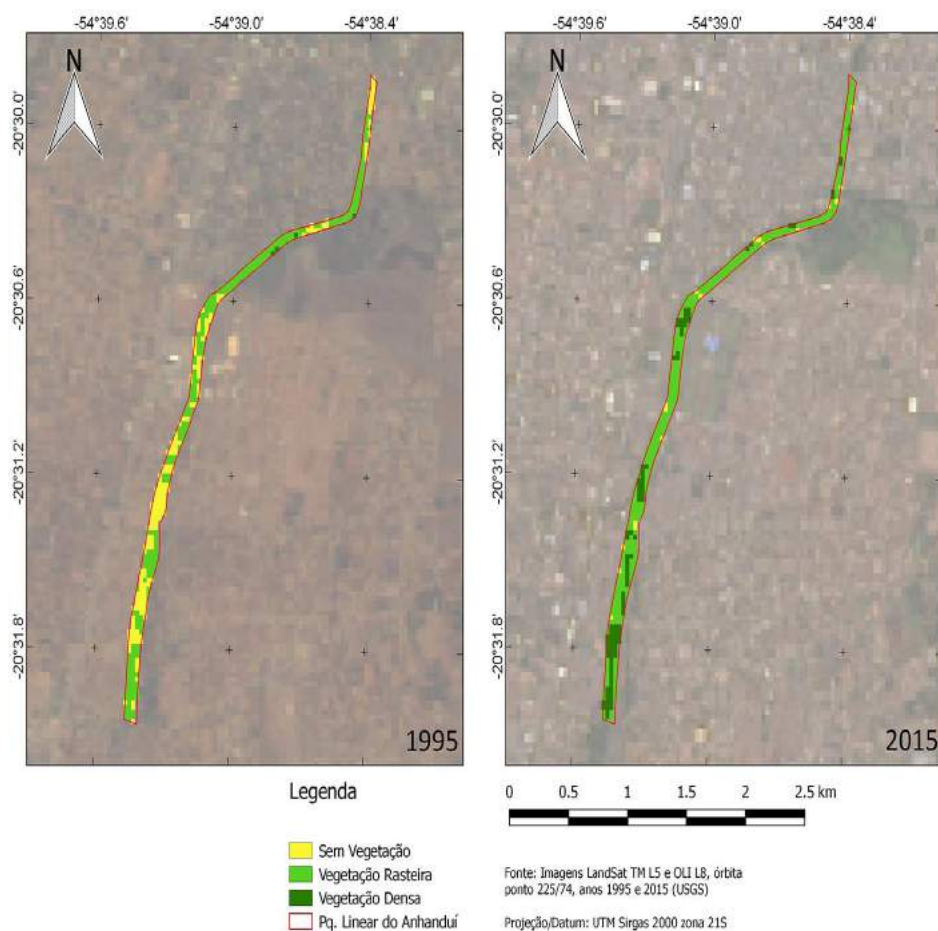 -54°39.6' -54°39.0' -54°38.4' -54°39.6' -54°39.0' -54°38.4'
N N
-20°30.0' -20°30.0'
-20°30.6' -20°30.6'
-20°31.2' -20°31.2'
-20°31.8' -20°31.8'
1995 2015
Legenda
0 0.5 1 1.5 2 2.5 km
Sem Vegetação
Vegetação Rasteira
Vegetação Densa
Pq. Linear do Anhanduí
Fonte: Imagens LandSat TM L5 e OLI L8, órbita
ponto 225/74, anos 1995 e 2015 (USGS)
Projeção/Datum: UTM Sirgas 2000 zona 21S